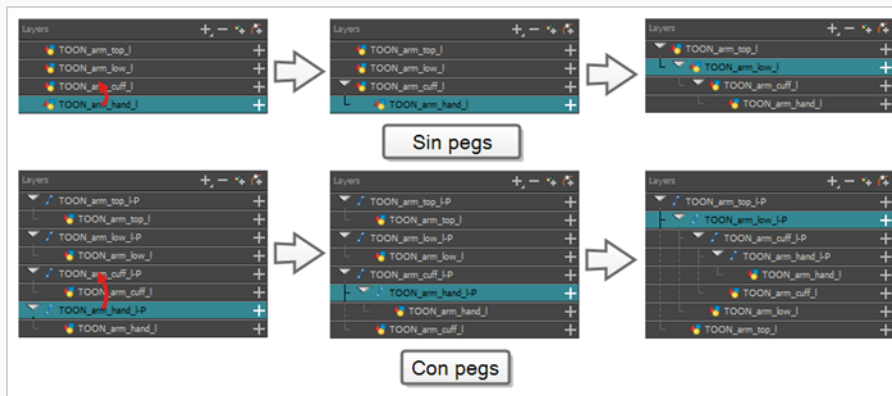 Layers
TOON_arm_top_l
TOON_arm_low_l
TOON_arm_cuff_l
TOON_arm_hand_l
Layers
TOON_arm_top_l
TOON_arm_low_l
TOON_arm_cuff_l
TOON_arm_hand_l
Layers
TOON_arm_top_l
TOON_arm_low_l
TOON_arm_cuff_l
TOON_arm_hand_l
Sin pegs
Layers
TOON_arm_top_l-P
TOON_arm_top_l
TOON_arm_low_l-P
TOON_arm_low_l
TOON_arm_cuff_l-P
TOON_arm_cuff_l
TOON_arm_hand_l-P
TOON_arm_hand_l
Layers
TOON_arm_top_l-P
TOON_arm_top_l
TOON_arm_low_l-P
TOON_arm_low_l
TOON_arm_cuff_l-P
TOON_arm_hand_l-P
TOON_arm_hand_l
TOON_arm_cuff_l
Layers
TOON_arm_top_l-P
TOON_arm_low_l-P
TOON_arm_cuff_l-P
TOON_arm_hand_l-P
TOON_arm_hand_l
TOON_arm_cuff_l
TOON_arm_low_l
TOON_arm_top_l
Con pegs